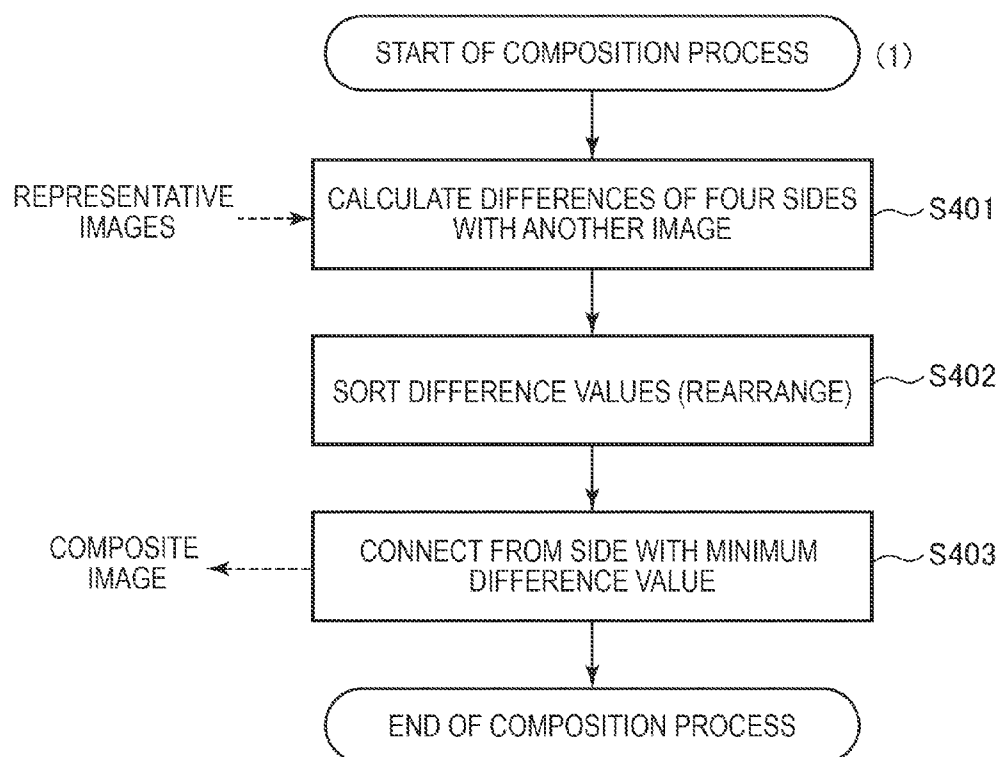 START OF COMPOSITION PROCESS (1)
REPRESENTATIVE
IMAGES
CALCULATE DIFFERENCES OF FOUR SIDES
WITH ANOTHER IMAGE
S401
SORT DIFFERENCE VALUES (REARRANGE)
S402
COMPOSITE
IMAGE
CONNECT FROM SIDE WITH MINIMUM
DIFFERENCE VALUE
S403
END OF COMPOSITION PROCESS